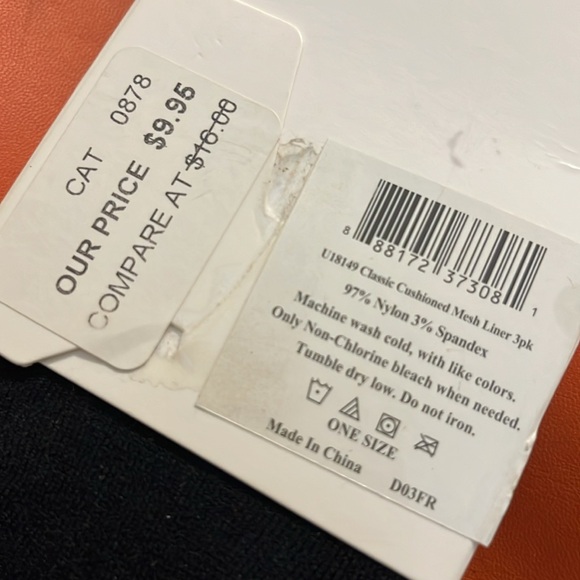 CAT 0878
OUR PRICE $9.95
COMPARE AT $16.00
8 88172 37308 1
U18149 Classic Cushioned Mesh Liner 3pk
97% Nylon 3% Spandex
Machine wash cold, with like colors.
Only Non-Chlorine bleach when needed.
Tumble dry low. Do not iron.
ONE SIZE
Made In China
D03FR